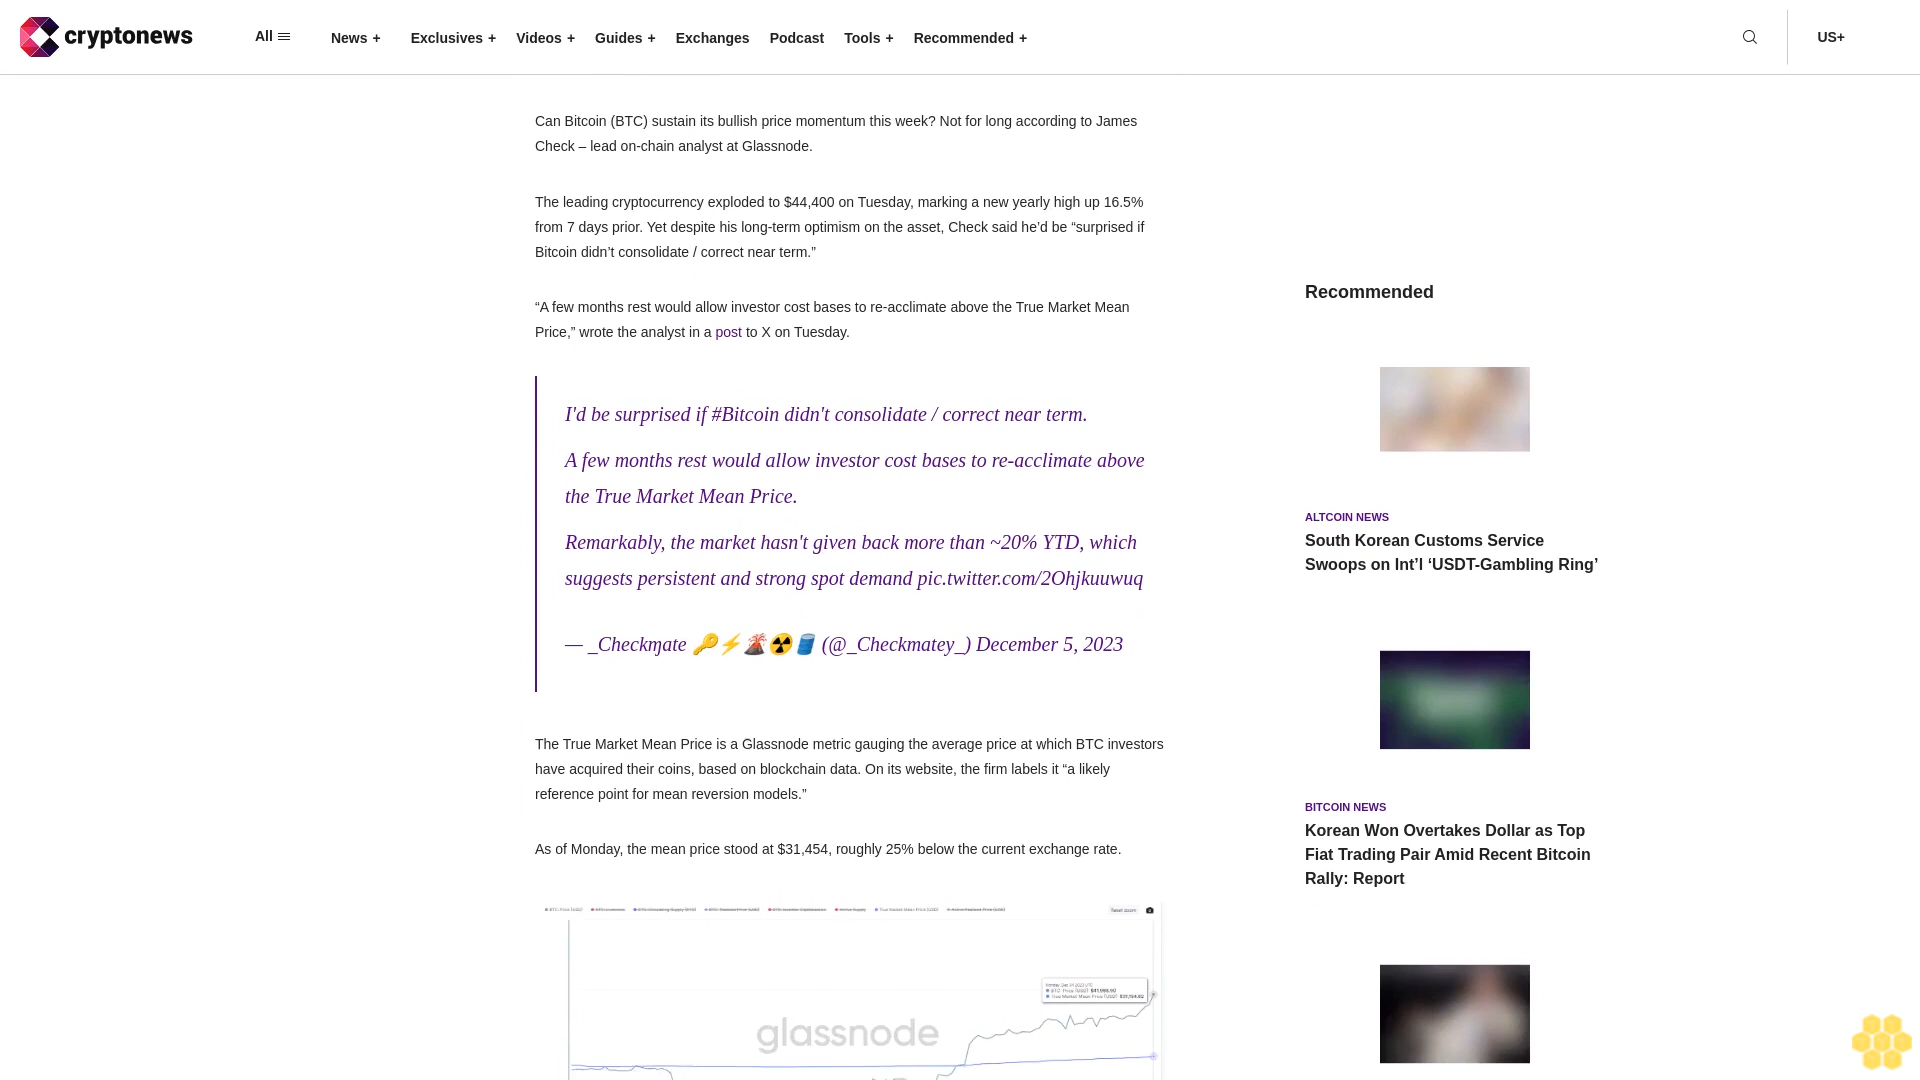 cryptonews
All
News +
Exclusives +
Videos +
Guides +
Exchanges
Podcast
Tools +
Recommended +
US+
Can Bitcoin (BTC) sustain its bullish price momentum this week? Not for long according to James
Check – lead on-chain analyst at Glassnode.
The leading cryptocurrency exploded to $44,400 on Tuesday, marking a new yearly high up 16.5%
from 7 days prior. Yet despite his long-term optimism on the asset, Check said he’d be “surprised if
Bitcoin didn’t consolidate / correct near term.”
“A few months rest would allow investor cost bases to re-acclimate above the True Market Mean
Price,” wrote the analyst in a post to X on Tuesday.
I'd be surprised if #Bitcoin didn't consolidate / correct near term.
A few months rest would allow investor cost bases to re-acclimate above
the True Market Mean Price.
Remarkably, the market hasn't given back more than ~20% YTD, which
suggests persistent and strong spot demand pic.twitter.com/2Ohjkuuwuq
— _Checkɱate 🔑⚡🌋☢️🛢️ (@_Checkmatey_) December 5, 2023
The True Market Mean Price is a Glassnode metric gauging the average price at which BTC investors
have acquired their coins, based on blockchain data. On its website, the firm labels it “a likely
reference point for mean reversion models.”
As of Monday, the mean price stood at $31,454, roughly 25% below the current exchange rate.
glassnode
Recommended
ALTCOIN NEWS
South Korean Customs Service
Swoops on Int’l ‘USDT-Gambling Ring’
BITCOIN NEWS
Korean Won Overtakes Dollar as Top
Fiat Trading Pair Amid Recent Bitcoin
Rally: Report